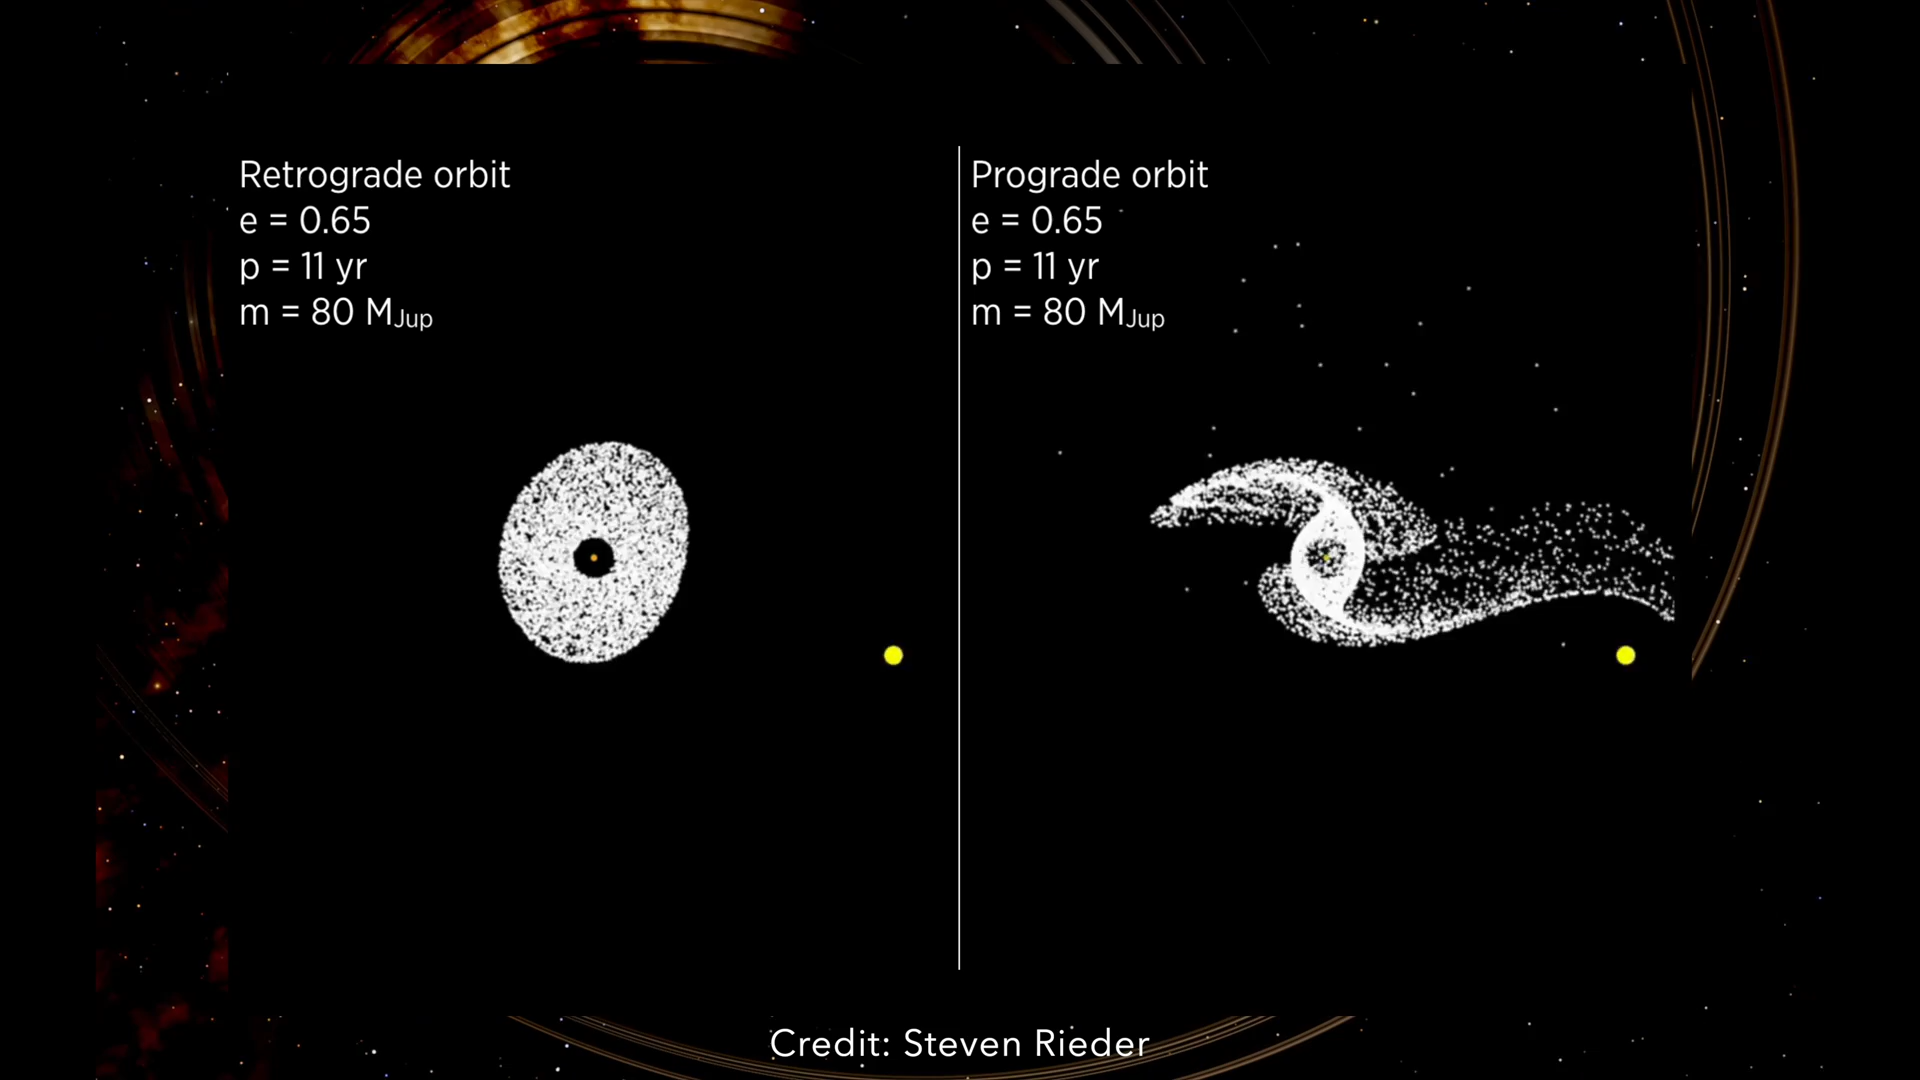 Retrograde orbit
e = 0.65
p = 11 yr
m = 80 MJup
Prograde orbit
e = 0.65
p = 11 yr
m = 80 MJup
Credit: Steven Rieder